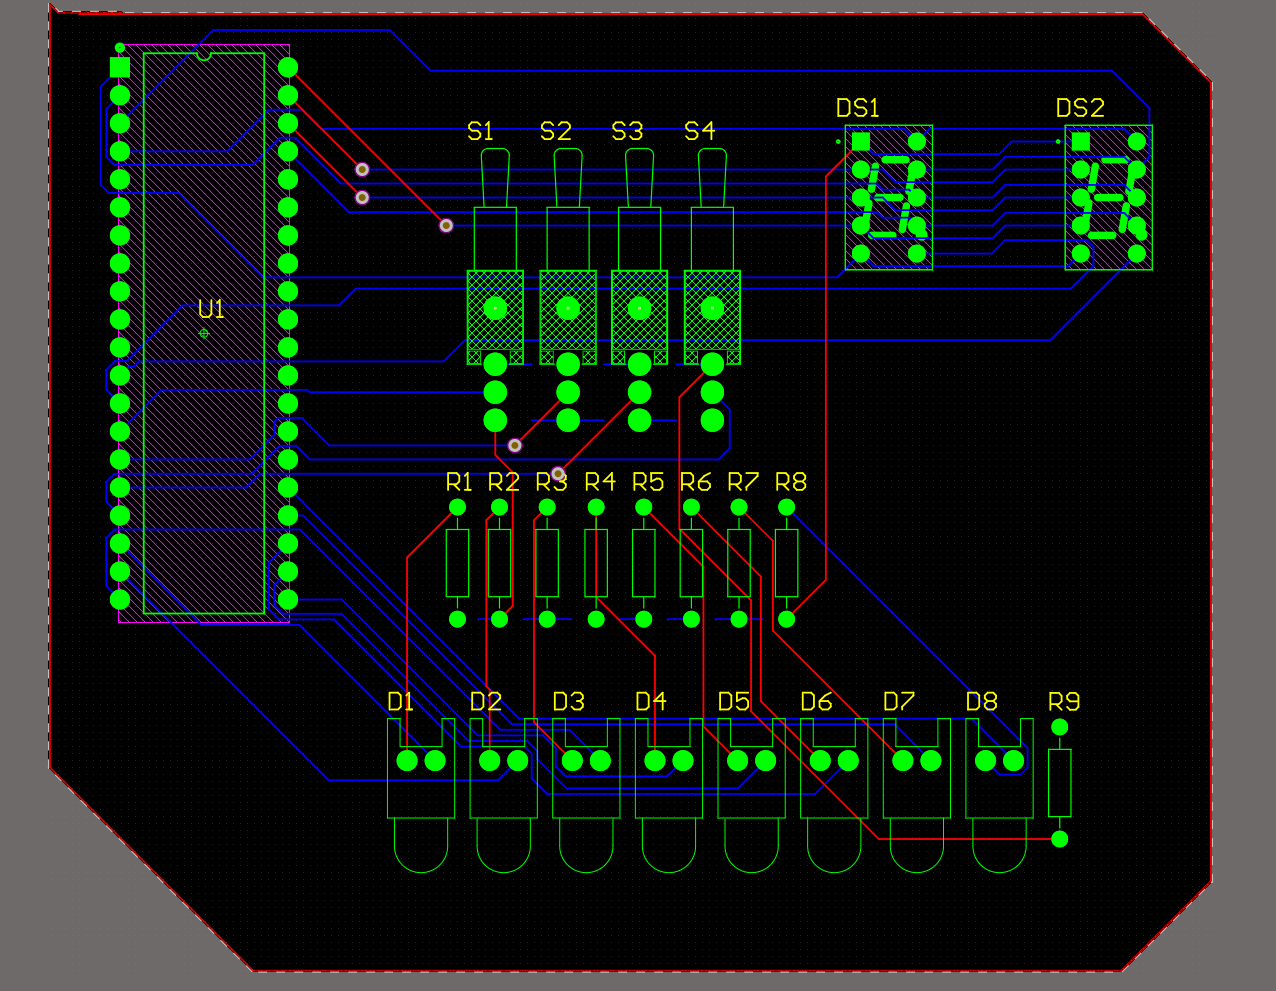 DS1 DS2
S1 S2 S3 S4
U1
R1 R2 R3 R4 R5 R6 R7 R8
D1 D2 D3 D4 D5 D6 D7 D8 R9